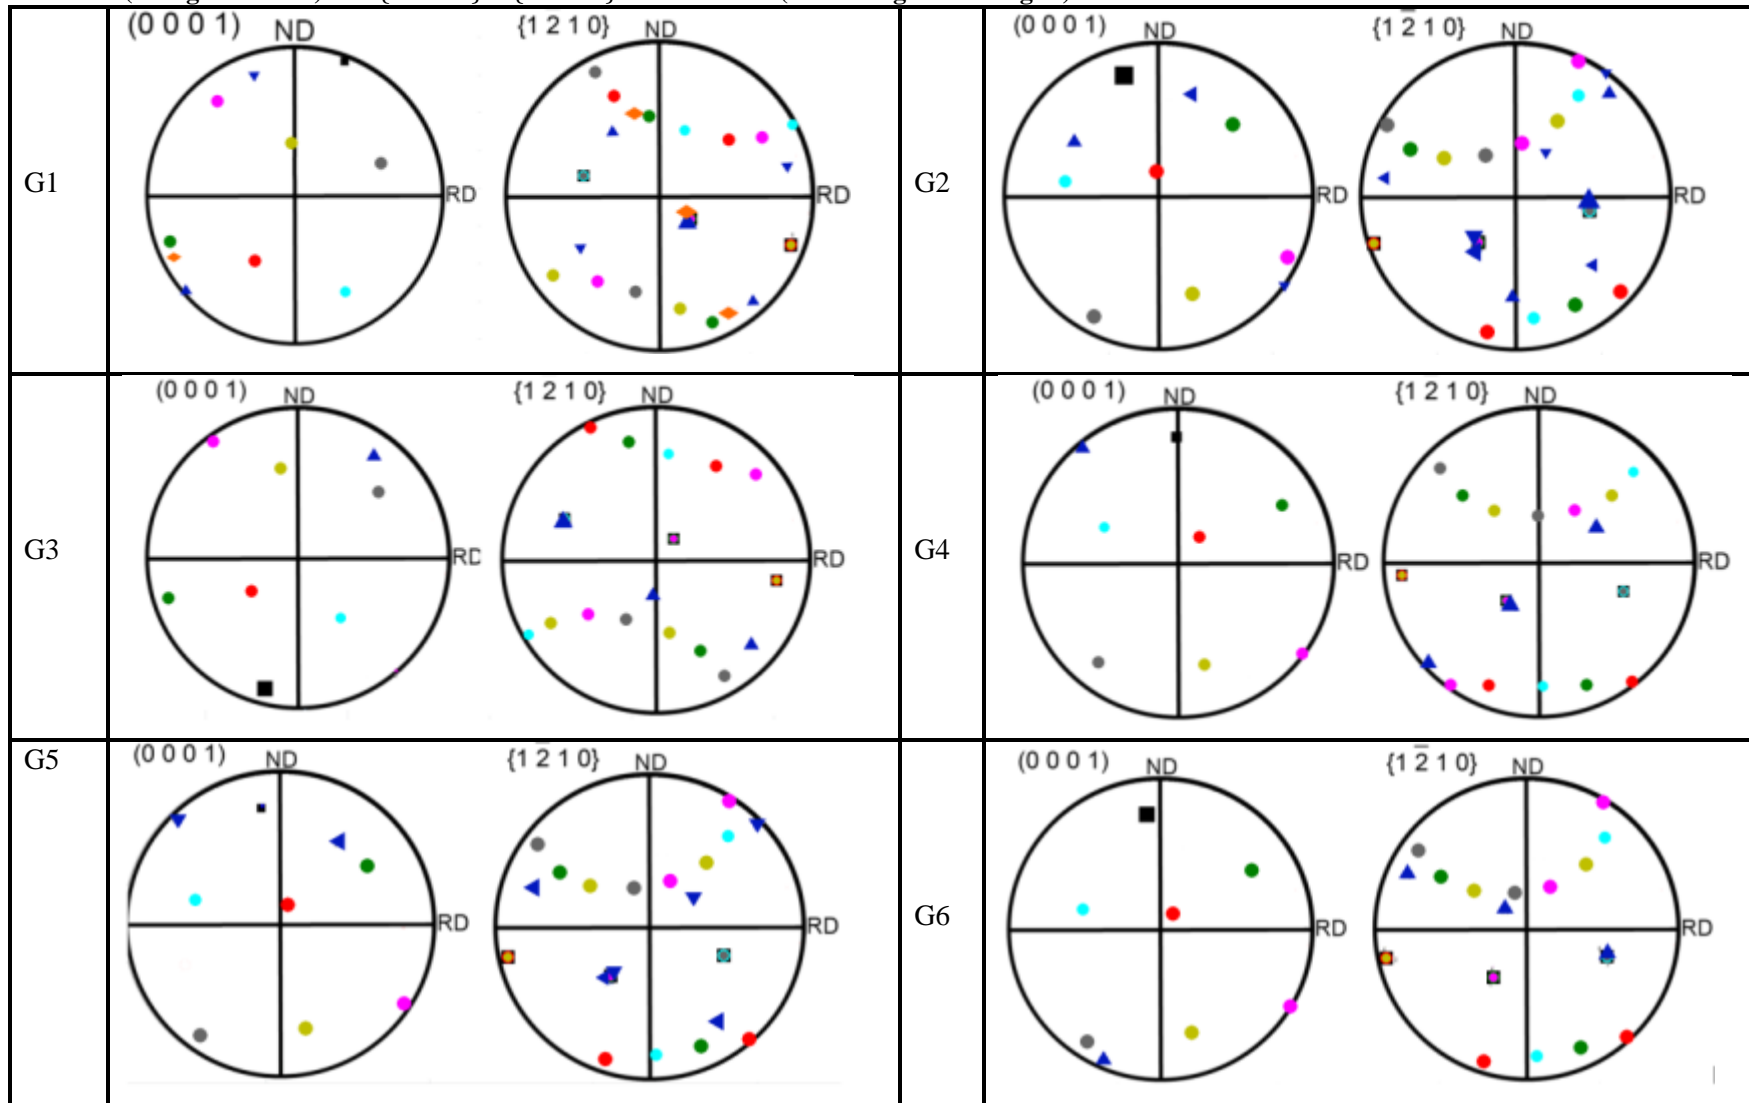 (0 0 0 1) ND {1 2 1 0} ND (0 0 0 1) ND {1 2̅ 1 0} ND
G1 RD RD G2 RD RD
(0 0 0 1) ND {1 2 1 0} ND (0 0 0 1) ND {1 2̅ 1 0} ND
G3 RD RD G4 RD RD
G5 (0 0 0 1) ND {1 2̅ 1 0} ND (0 0 0 1) ND {1 2̅ 1 0} ND
RD RD G6 RD RD